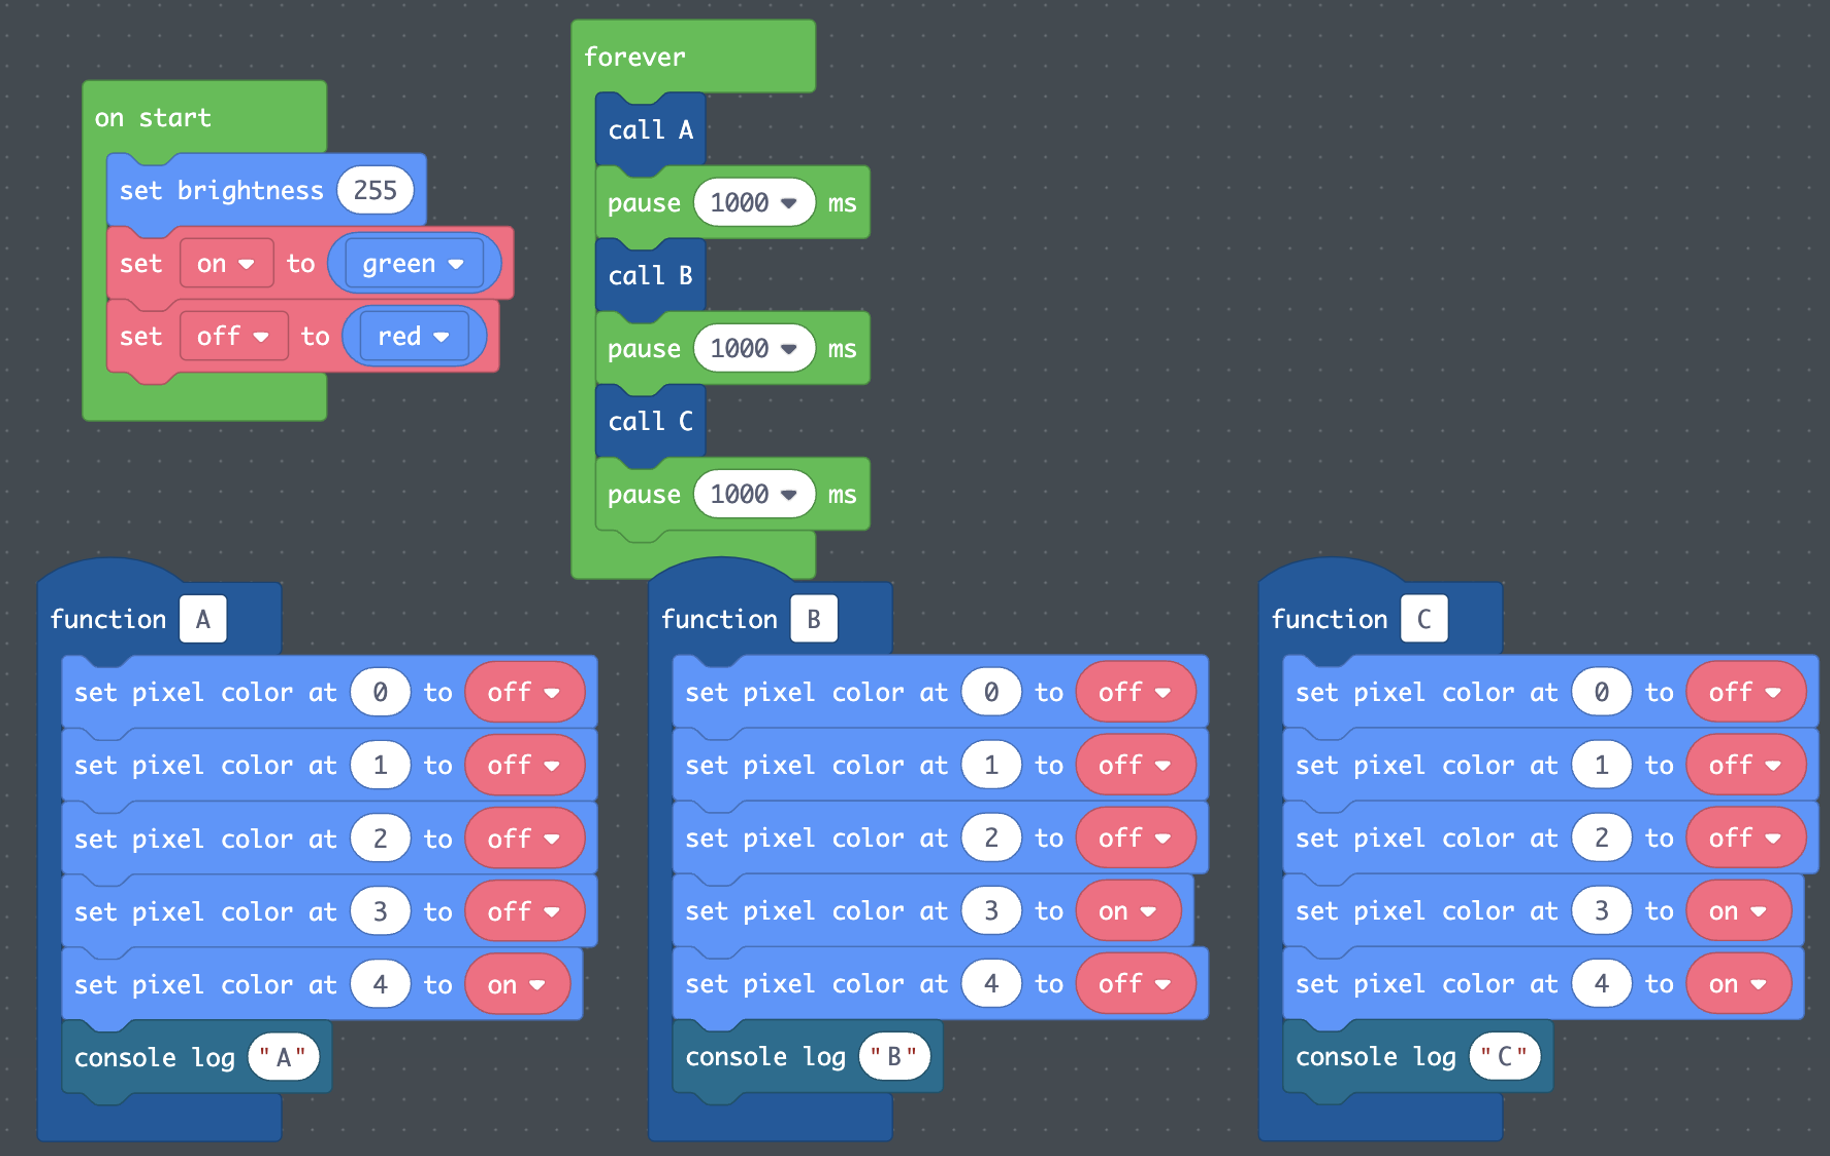 on start
set brightness 255
set on to green
set off to red
forever
call A
pause 1000 ms
call B
pause 1000 ms
call C
pause 1000 ms
function A
set pixel color at 0 to off
set pixel color at 1 to off
set pixel color at 2 to off
set pixel color at 3 to off
set pixel color at 4 to on
console log "A"
function B
set pixel color at 0 to off
set pixel color at 1 to off
set pixel color at 2 to off
set pixel color at 3 to on
set pixel color at 4 to off
console log "B"
function C
set pixel color at 0 to off
set pixel color at 1 to off
set pixel color at 2 to off
set pixel color at 3 to on
set pixel color at 4 to on
console log "C"